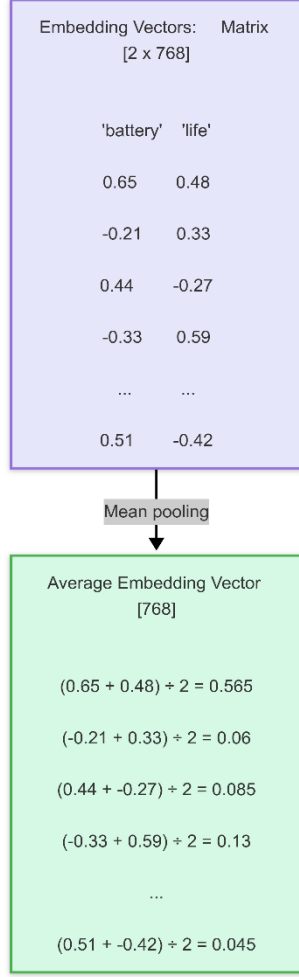 Embedding Vectors: Matrix
[2 x 768]
'battery' 'life'
0.65 0.48
-0.21 0.33
0.44 -0.27
-0.33 0.59
... ...
0.51 -0.42
Mean pooling
Average Embedding Vector
[768]
(0.65 + 0.48) ÷ 2 = 0.565
(-0.21 + 0.33) ÷ 2 = 0.06
(0.44 + -0.27) ÷ 2 = 0.085
(-0.33 + 0.59) ÷ 2 = 0.13
...
(0.51 + -0.42) ÷ 2 = 0.045